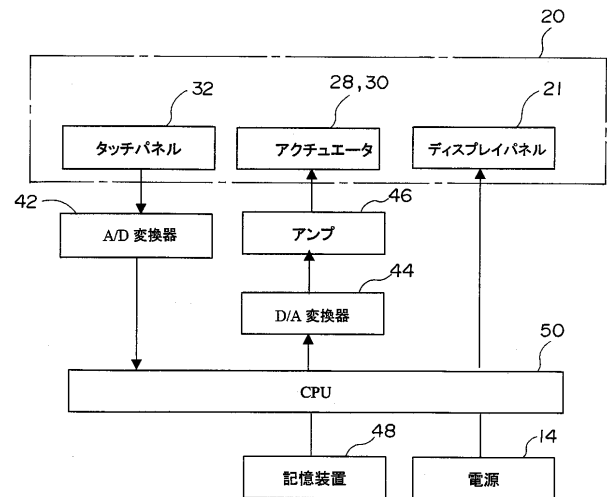 20
32
28,30
21
タッチパネル
アクチュエータ
ディスプレイパネル
42
46
A/D 変換器
アンプ
44
D/A 変換器
50
CPU
48
14
記憶装置
電源